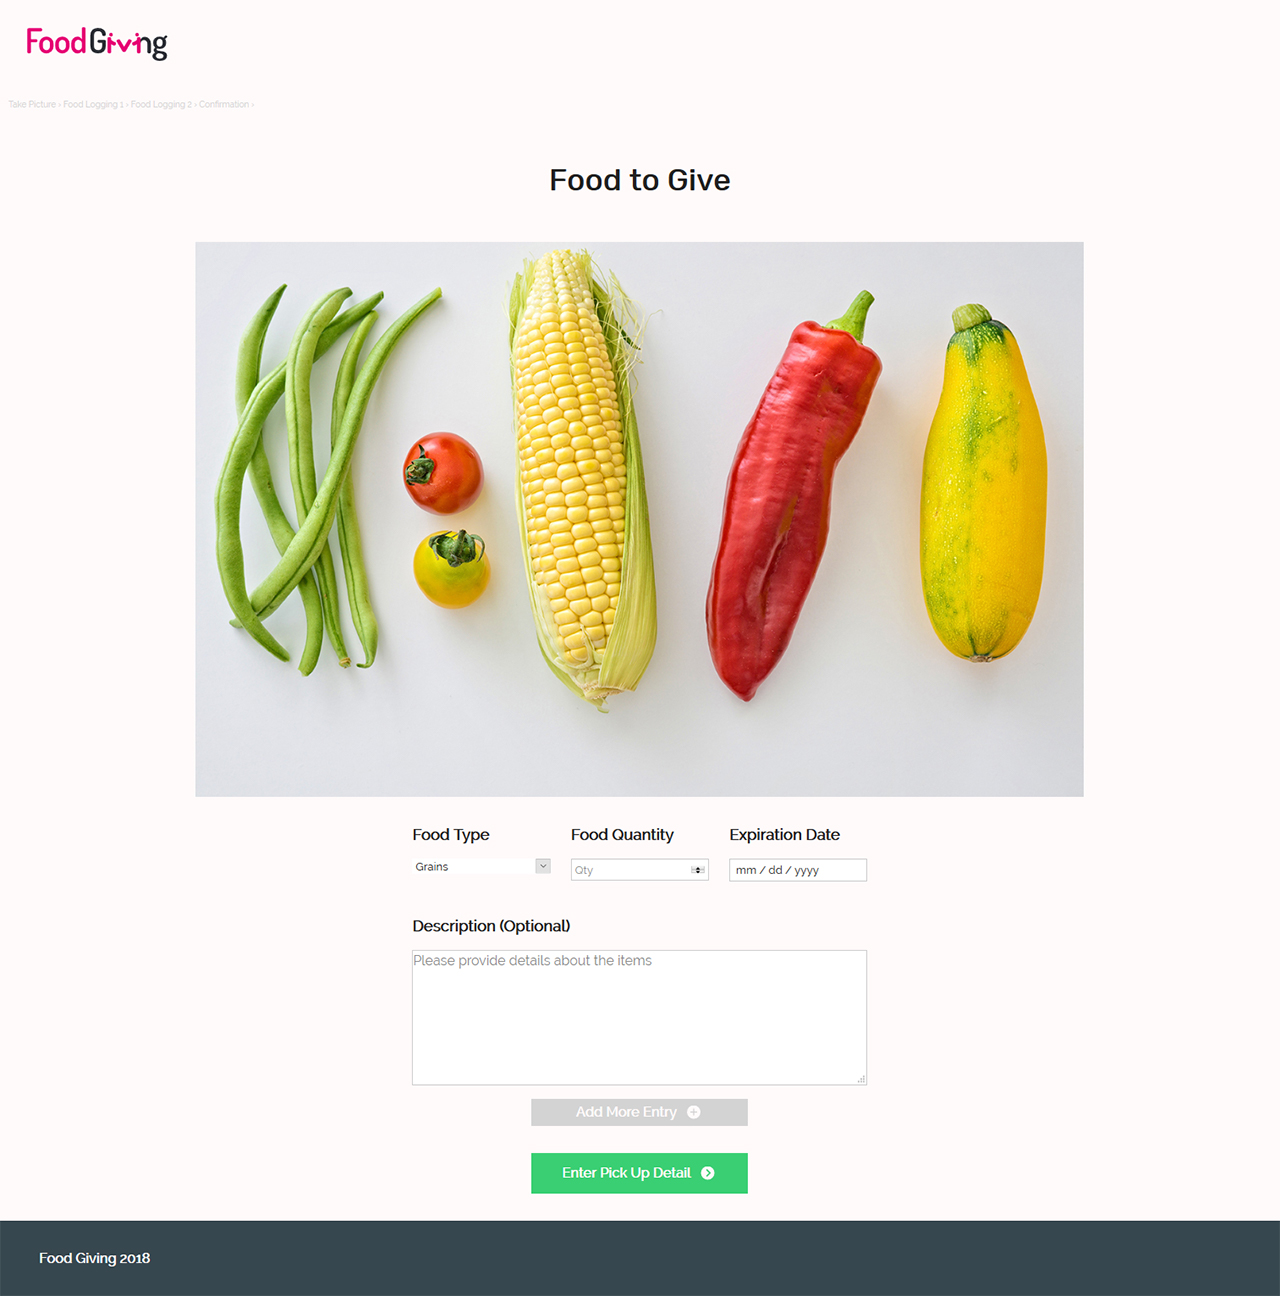 FoodGiving
Take Picture › Food Logging 1 › Food Logging 2 › Confirmation ›
Food to Give
Food Type Food Quantity Expiration Date
Grains Qty mm / dd / yyyy
Description (Optional)
Please provide details about the items
Add More Entry
Enter Pick Up Detail
Food Giving 2018